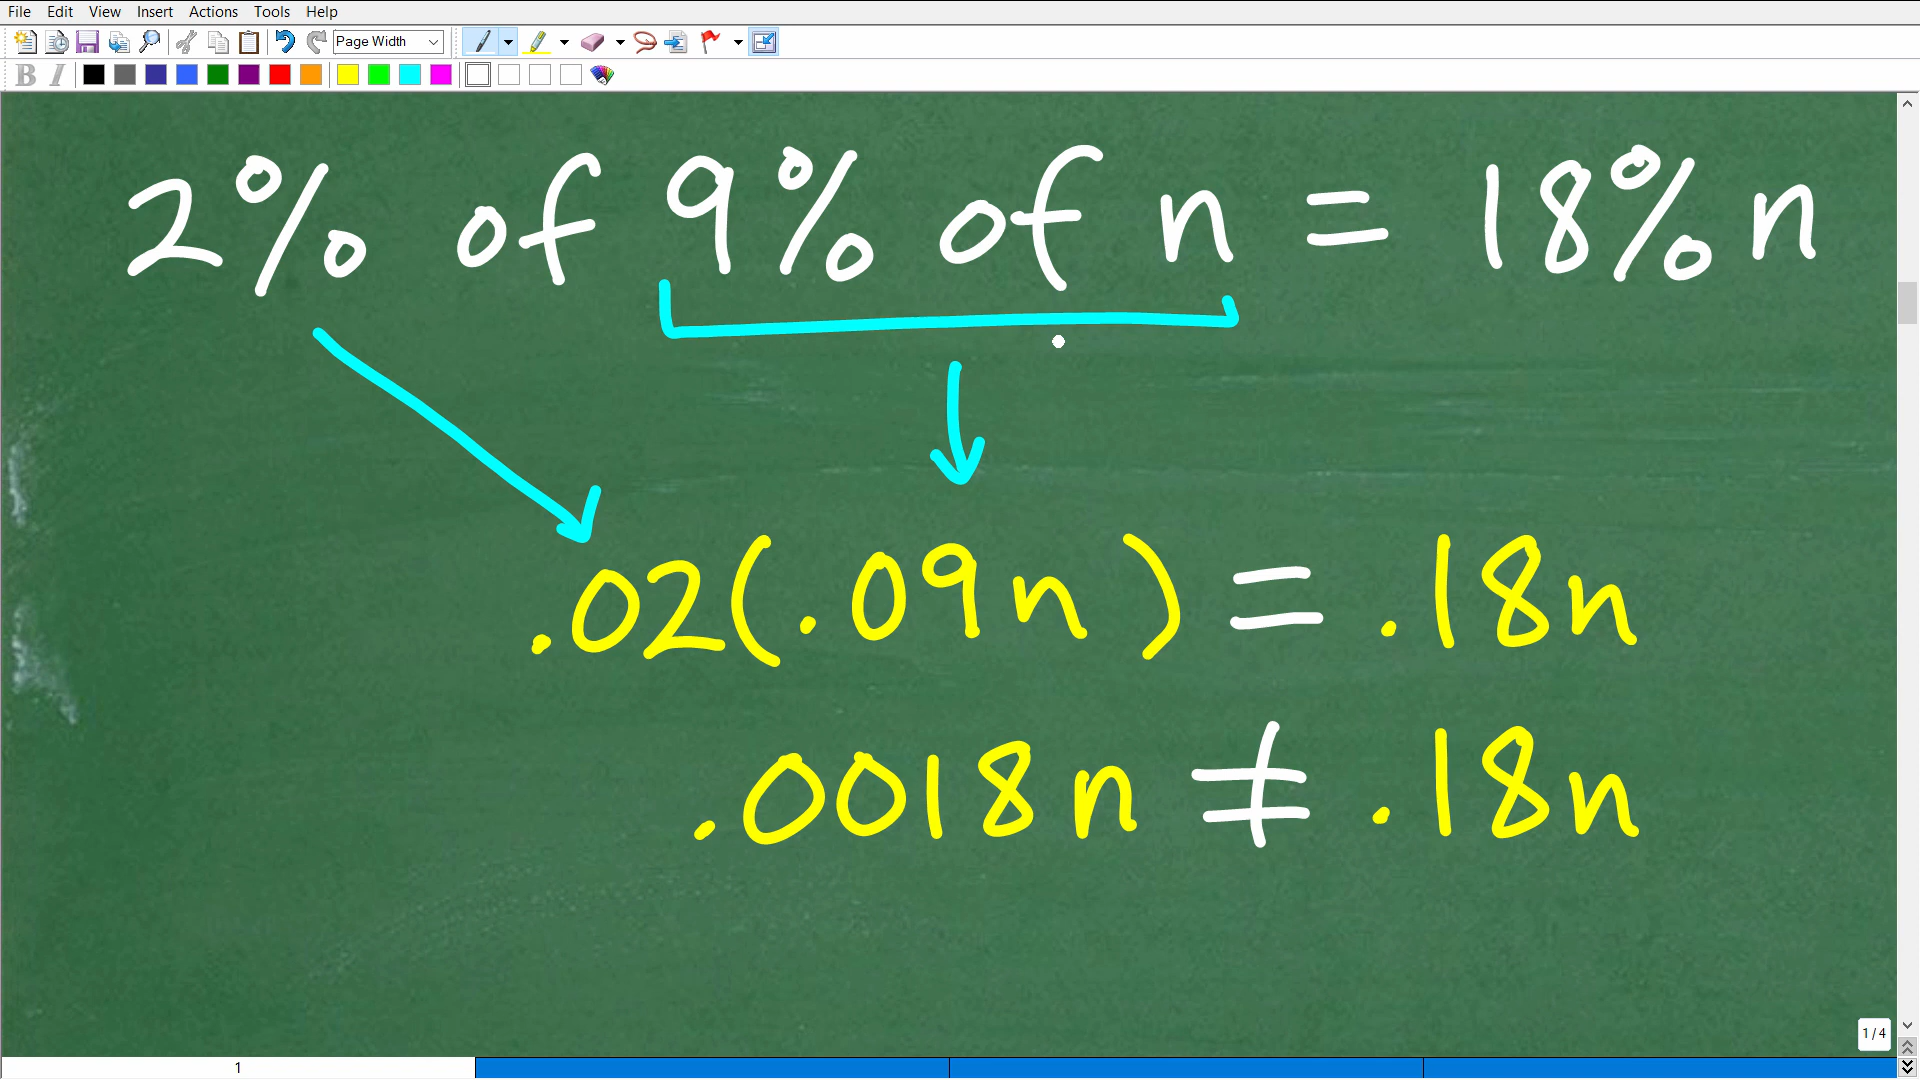 File Edit View Insert Actions Tools Help
Page Width
B I
2% of 9% of n = 18% n
.02(.09n) = .18n
.0018n ≠ .18n
1 / 4
1